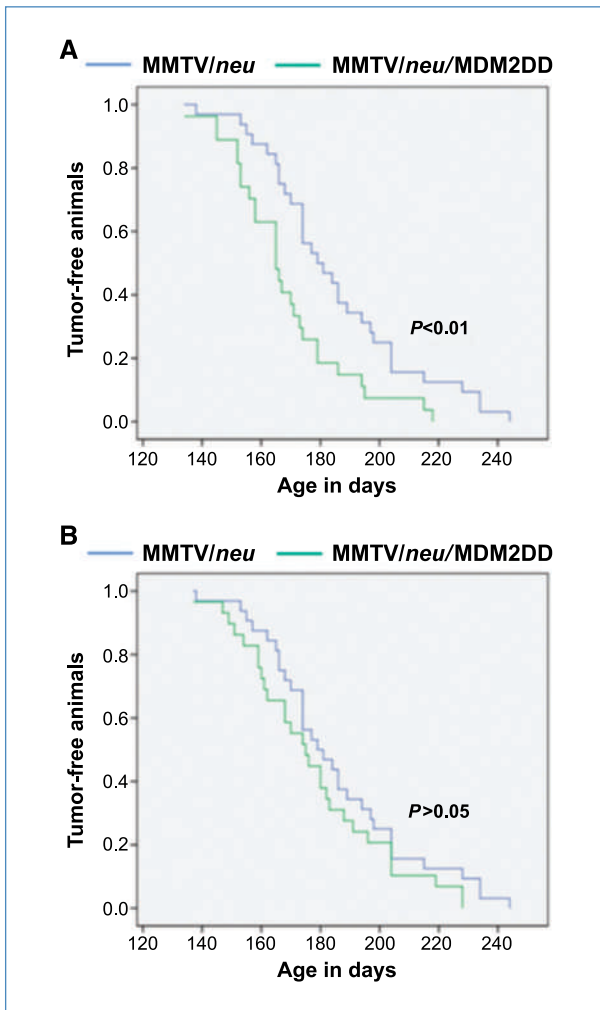 A
MMTV/neu MMTV/neu/MDM2DD
1.0
0.8
0.6
0.4
0.2
0.0
P<0.01
Tumor-free animals
120 140 160 180 200 220 240
Age in days
B
MMTV/neu MMTV/neu/MDM2DD
1.0
0.8
0.6
0.4
0.2
0.0
P>0.05
Tumor-free animals
120 140 160 180 200 220 240
Age in days